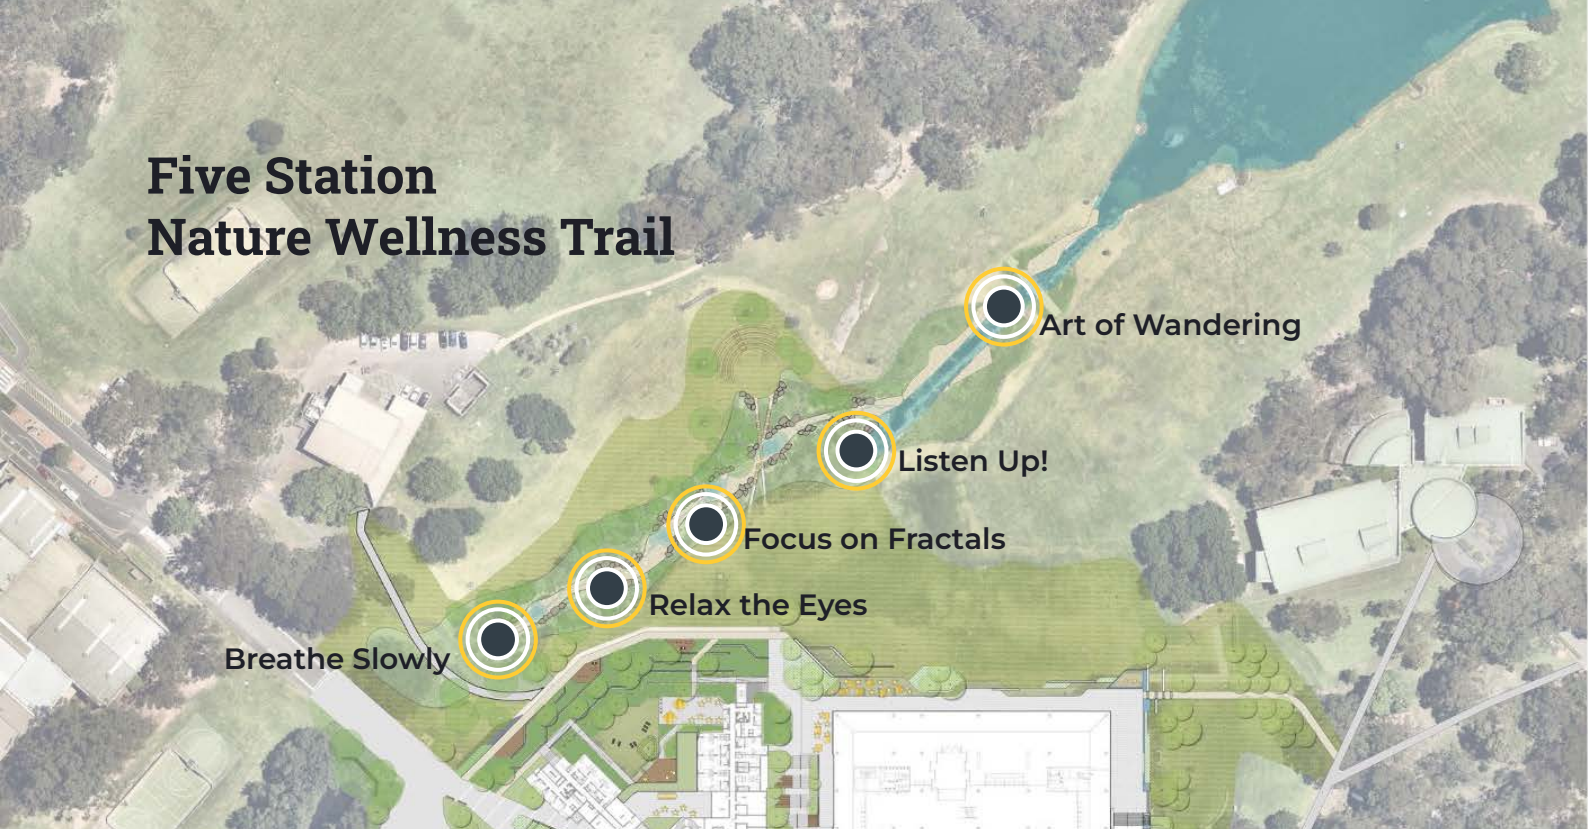 Five Station
Nature Wellness Trail
Art of Wandering
Listen Up!
Focus on Fractals
Relax the Eyes
Breathe Slowly